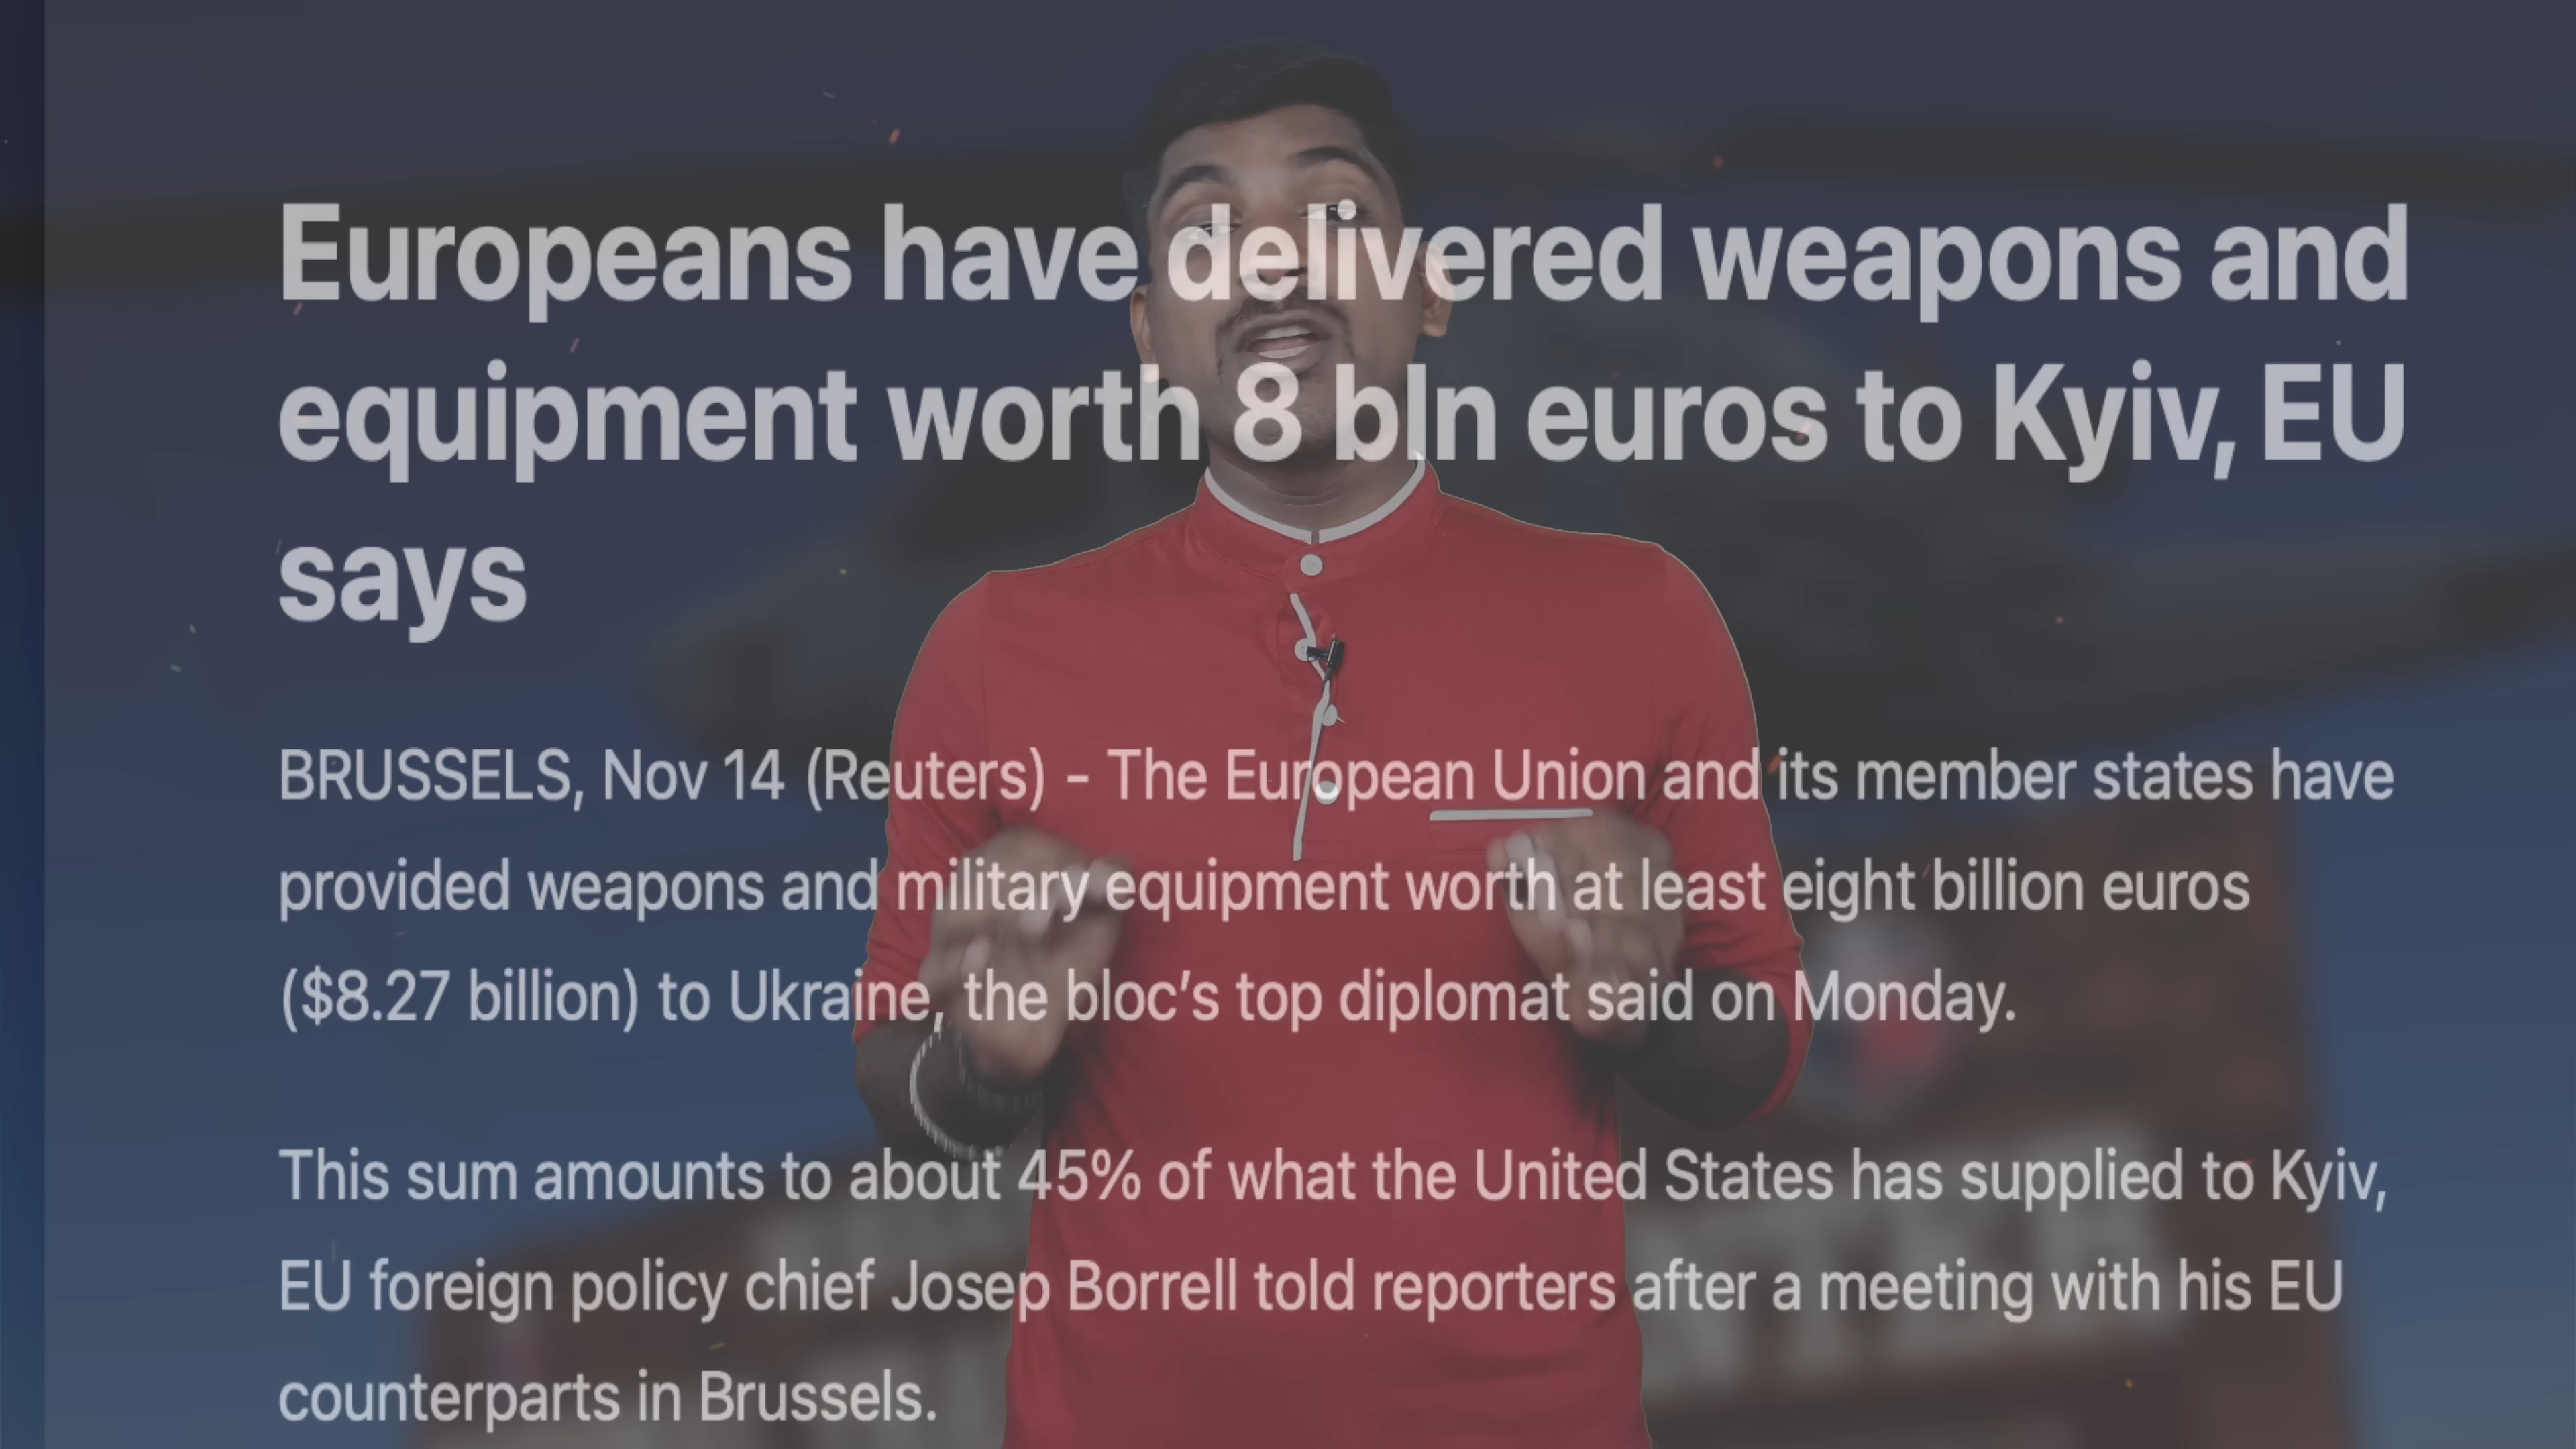 Europeans have delivered weapons and
equipment worth 8 bln euros to Kyiv, EU
says
BRUSSELS, Nov 14 (Reuters) - The European Union and its member states have
provided weapons and military equipment worth at least eight billion euros
($8.27 billion) to Ukraine, the bloc’s top diplomat said on Monday.
This sum amounts to about 45% of what the United States has supplied to Kyiv,
EU foreign policy chief Josep Borrell told reporters after a meeting with his EU
counterparts in Brussels.